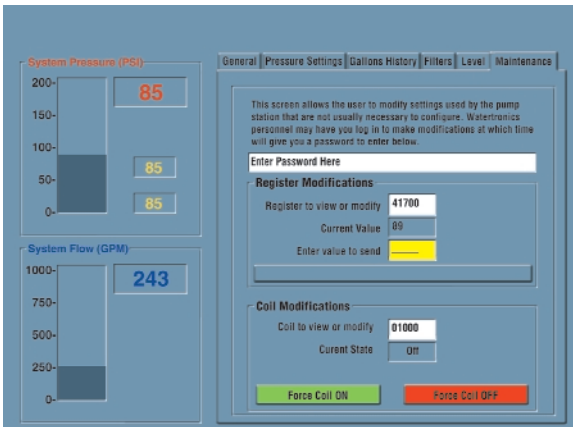 System Pressure (PSI)
200-
150-
100-
50-
0-
85
85
85
System Flow (GPM)
1000-
750-
500-
250-
0-
243
General Pressure Settings Gallons History Filters Level Maintenance
This screen allows the user to modify settings used by the pump
station that are not usually necessary to configure. Watertronics
personnel may have you log in to make modifications at which time
will give you a password to enter below.
Enter Password Here
Register Modifications
Register to view or modify 41700
Current Value 89
Enter value to send
Coil Modifications
Coil to view or modify 01000
Curent State Off
Force Coil ON Force Coil OFF